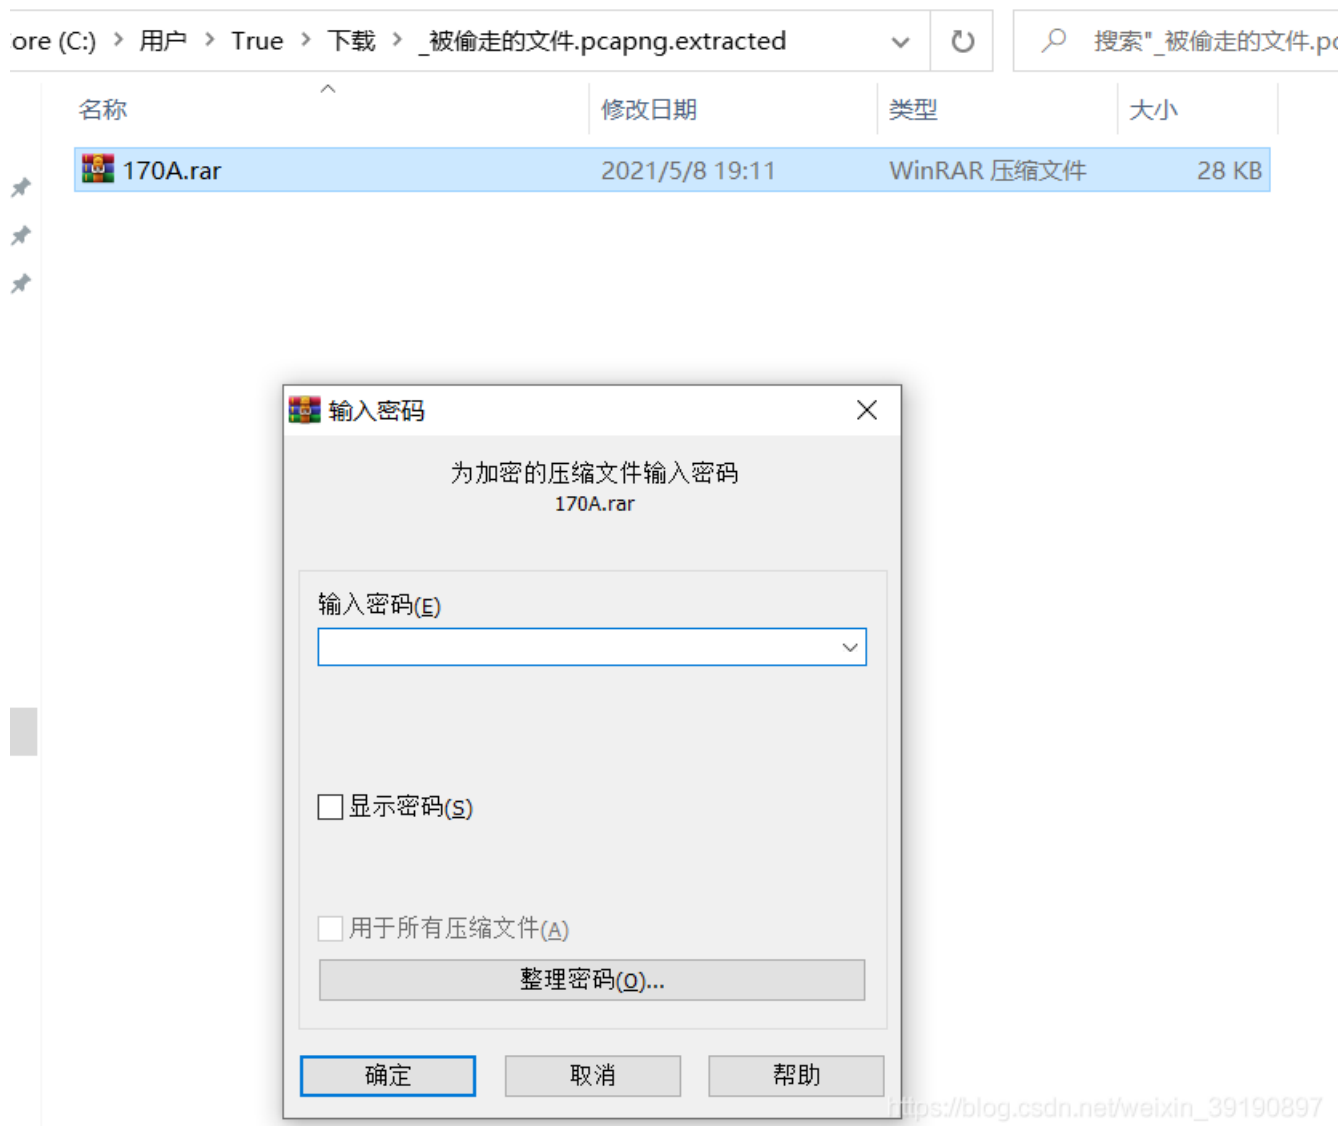 ore (C:) > 用户 > True > 下载 > _被偷走的文件.pcapng.extracted
搜索"_被偷走的文件.pc
名称 修改日期 类型 大小
170A.rar 2021/5/8 19:11 WinRAR 压缩文件 28 KB
输入密码
为加密的压缩文件输入密码
170A.rar
输入密码(E)
显示密码(S)
用于所有压缩文件(A)
整理密码(O)...
确定 取消 帮助
https://blog.csdn.net/weixin_39190897